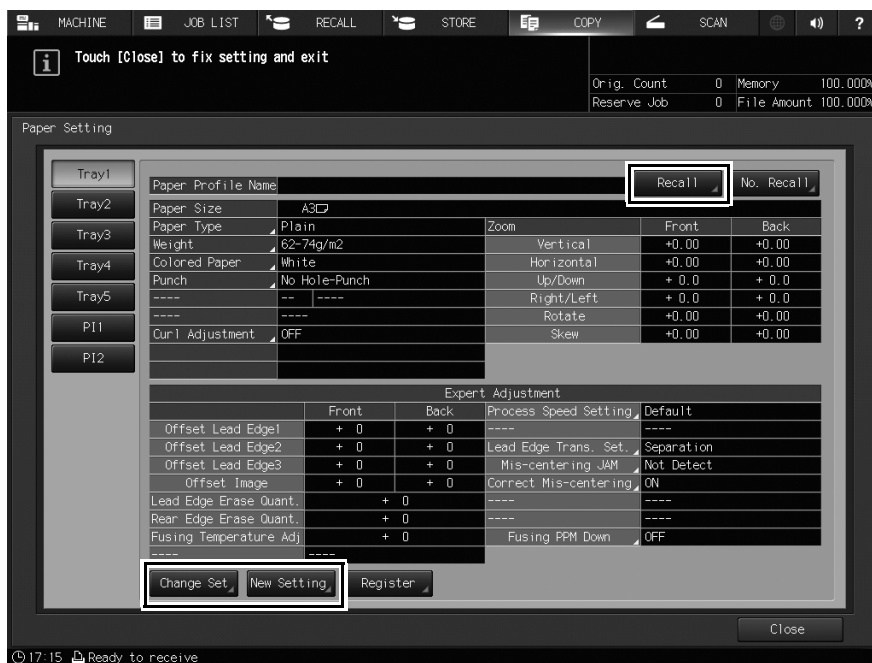 MACHINE JOB LIST RECALL STORE COPY SCAN ?
Touch [Close] to fix setting and exit
Orig. Count 0 Memory 100.000%
Reserve Job 0 File Amount 100.000%
Paper Setting
Tray1
Tray2
Tray3
Tray4
Tray5
PI1
PI2
Paper Profile Name Recall No. Recall
Paper Size A3
Paper Type Plain
Weight 62-74g/m2
Colored Paper White
Punch No Hole-Punch
---- -- ----
---- ----
Curl Adjustment OFF
Zoom Front Back
Vertical +0.00 +0.00
Horizontal +0.00 +0.00
Up/Down + 0.0 + 0.0
Right/Left + 0.0 + 0.0
Rotate +0.00 +0.00
Skew +0.00 +0.00
Expert Adjustment
Front Back
Offset Lead Edge1 + 0 + 0
Offset Lead Edge2 + 0 + 0
Offset Lead Edge3 + 0 + 0
Offset Image + 0 + 0
Lead Edge Erase Quant. + 0
Rear Edge Erase Quant. + 0
Fusing Temperature Adj + 0
---- ----
Process Speed Setting Default
---- ----
Lead Edge Trans. Set. Separation
Mis-centering JAM Not Detect
Correct Mis-centering ON
---- ----
---- ----
Fusing PPM Down OFF
Change Set New Setting Register
Close
17:15 Ready to receive